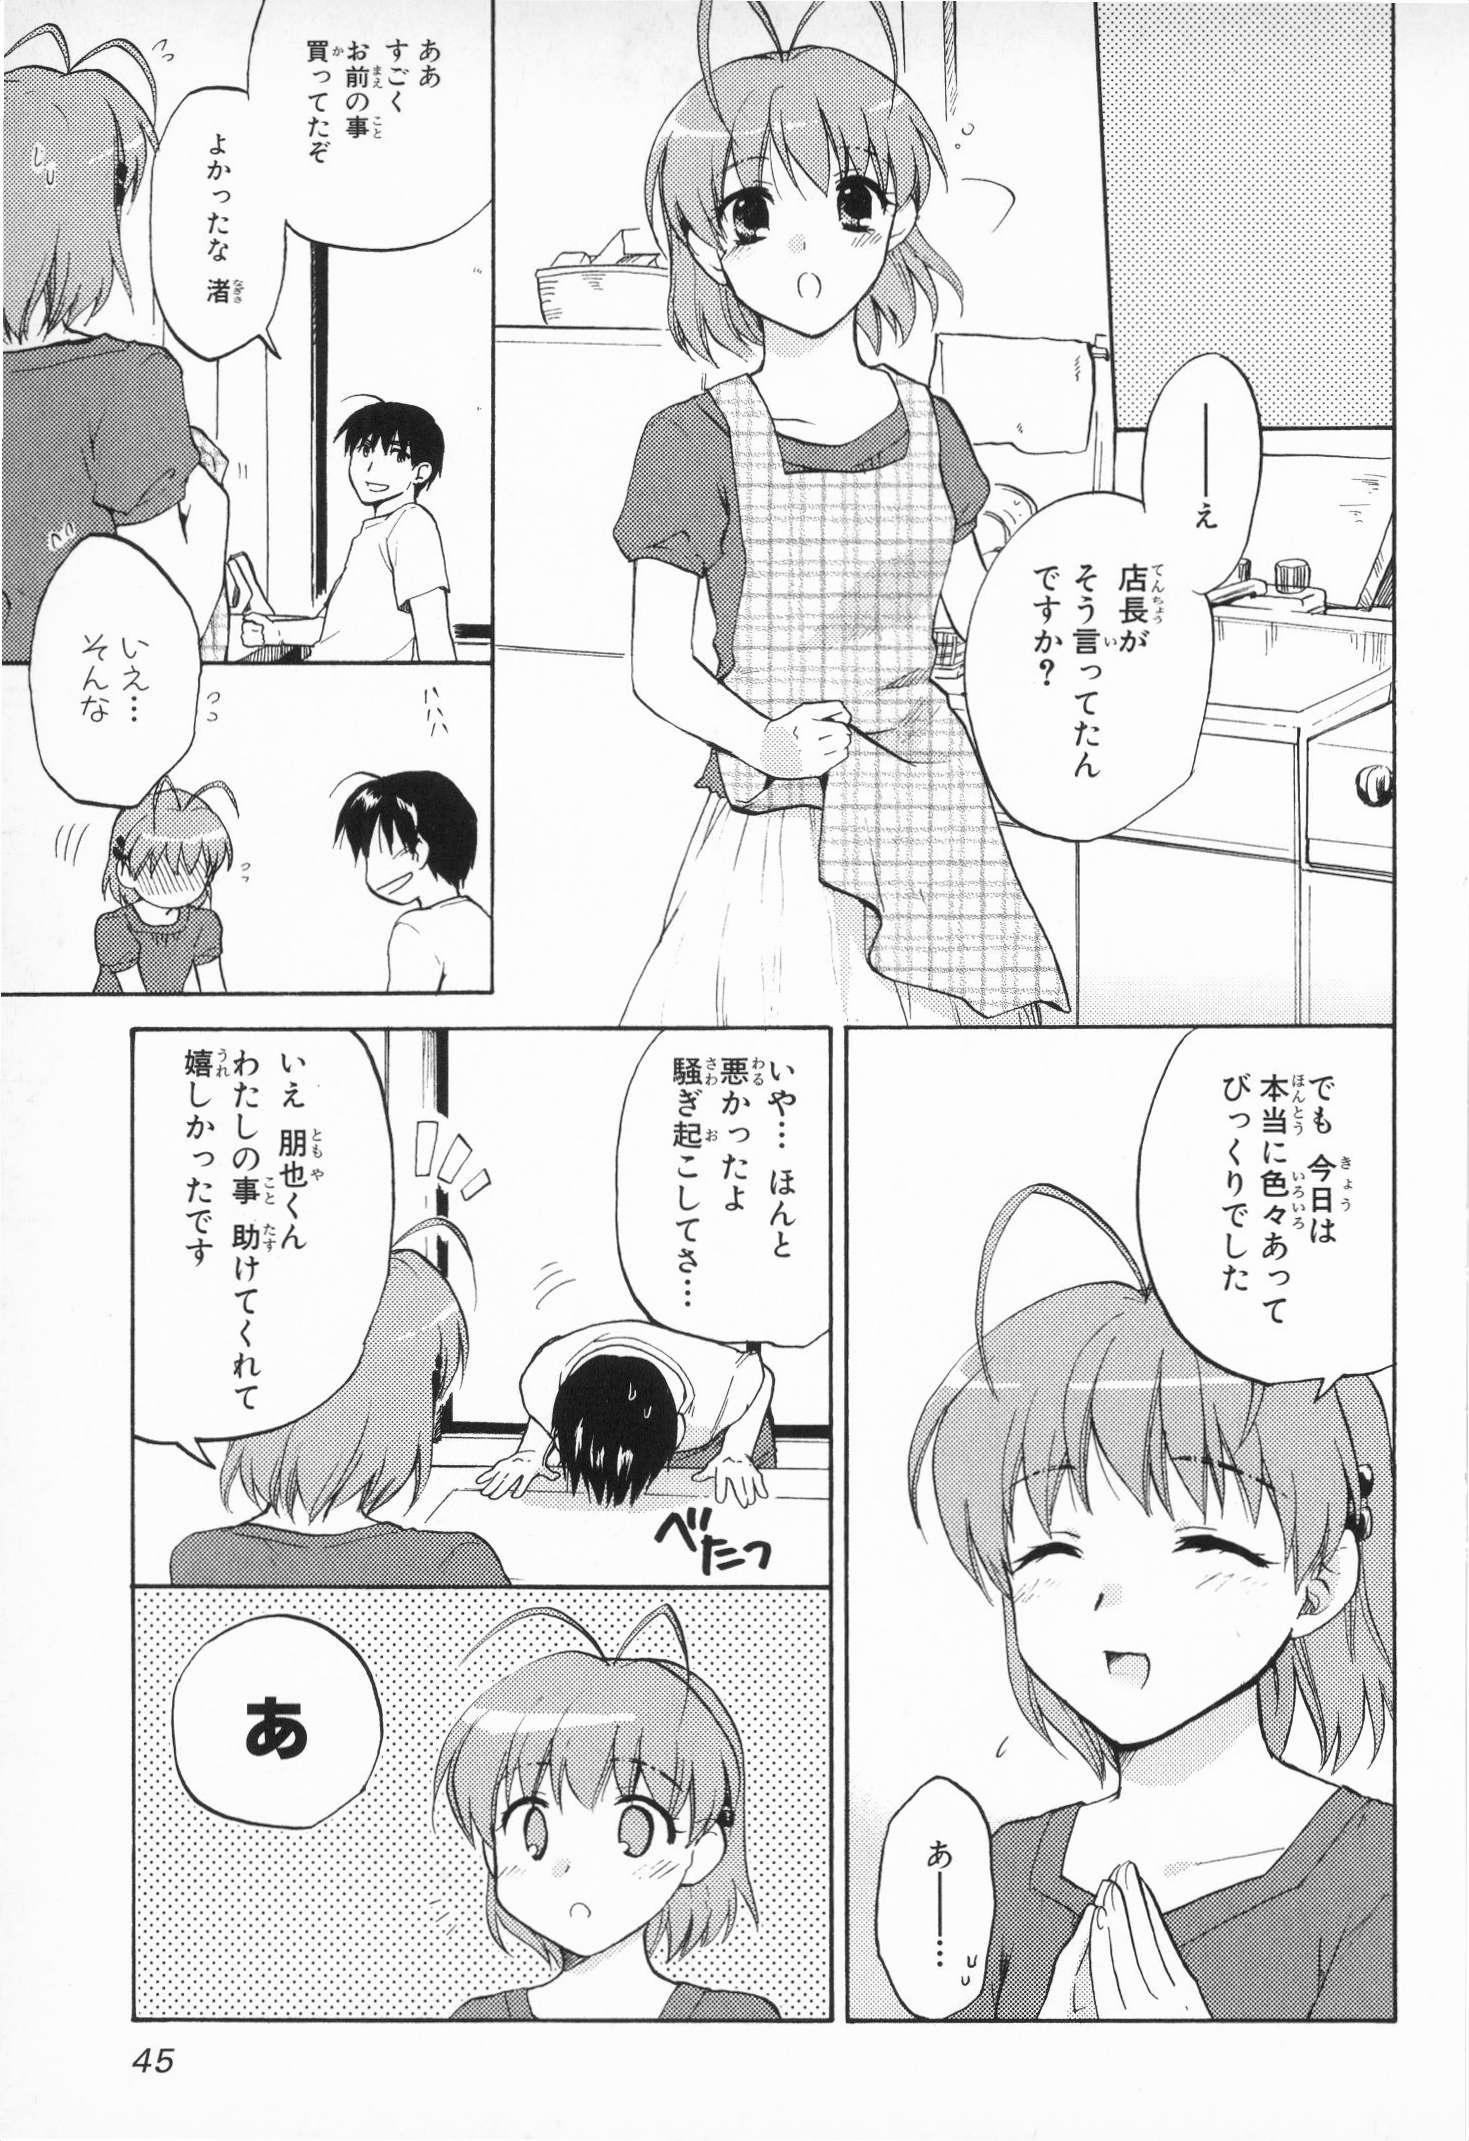 ――え
店長が
そう言ってたん
ですか?
ああ
すごく
お前の事
買ってたぞ
よかったな 渚
ハハハ
いえ…
そんな
でも 今日は
本当に色々あって
びっくりでした
あ――…
いや… ほんと
悪かったよ
騒ぎ起こしてさ…
べたっ
いえ 朋也くん
わたしの事 助けてくれて
嬉しかったです
あ
45